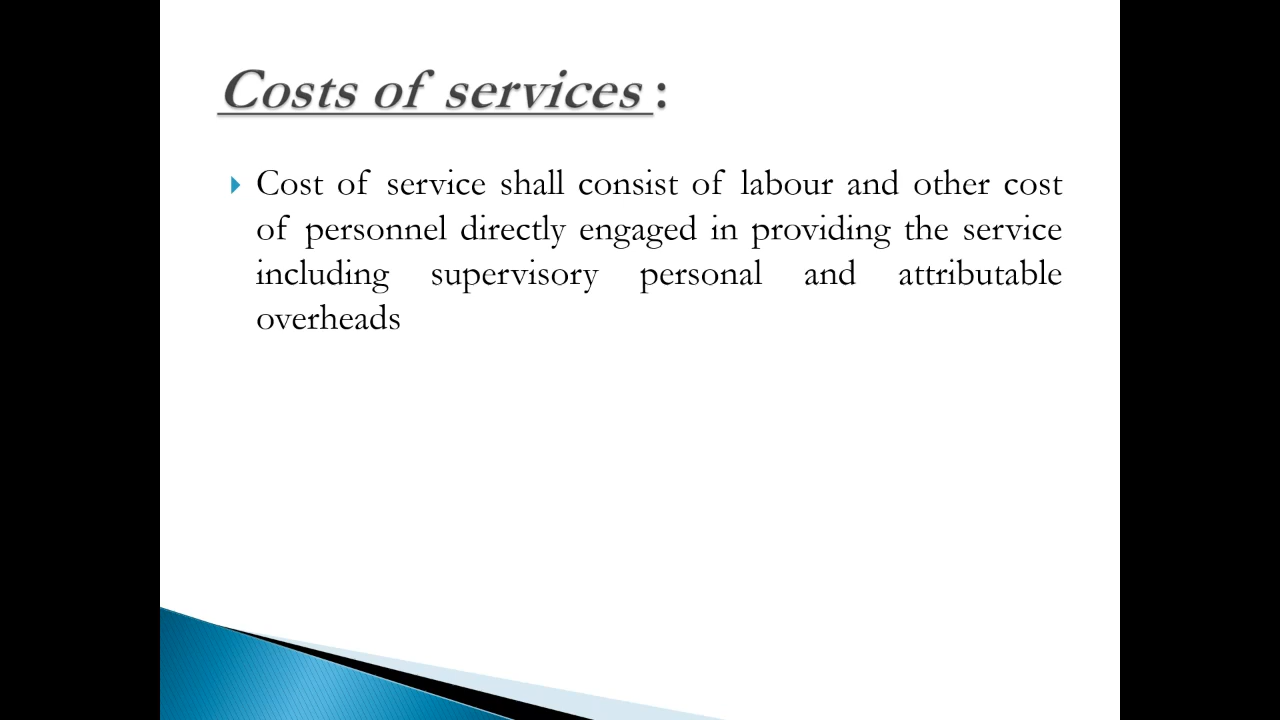 Costs of services :
Cost of service shall consist of labour and other cost
of personnel directly engaged in providing the service
including supervisory personal and attributable
overheads